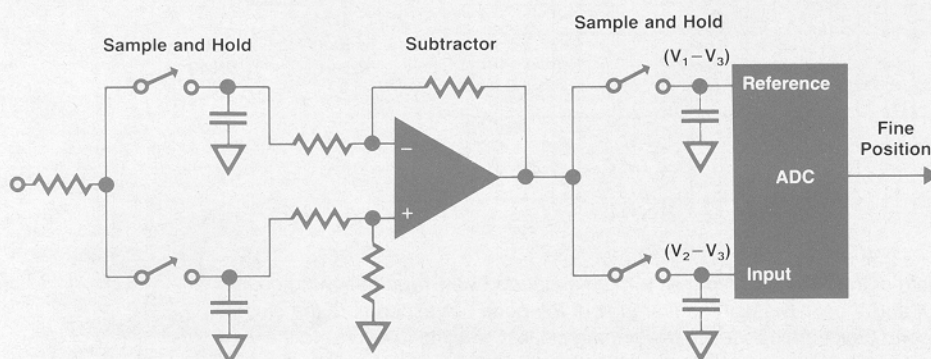 Sample and Hold
Subtractor
Sample and Hold
(V₁−V₃)
Reference
−
+
ADC
Fine
Position
(V₂−V₃)
Input